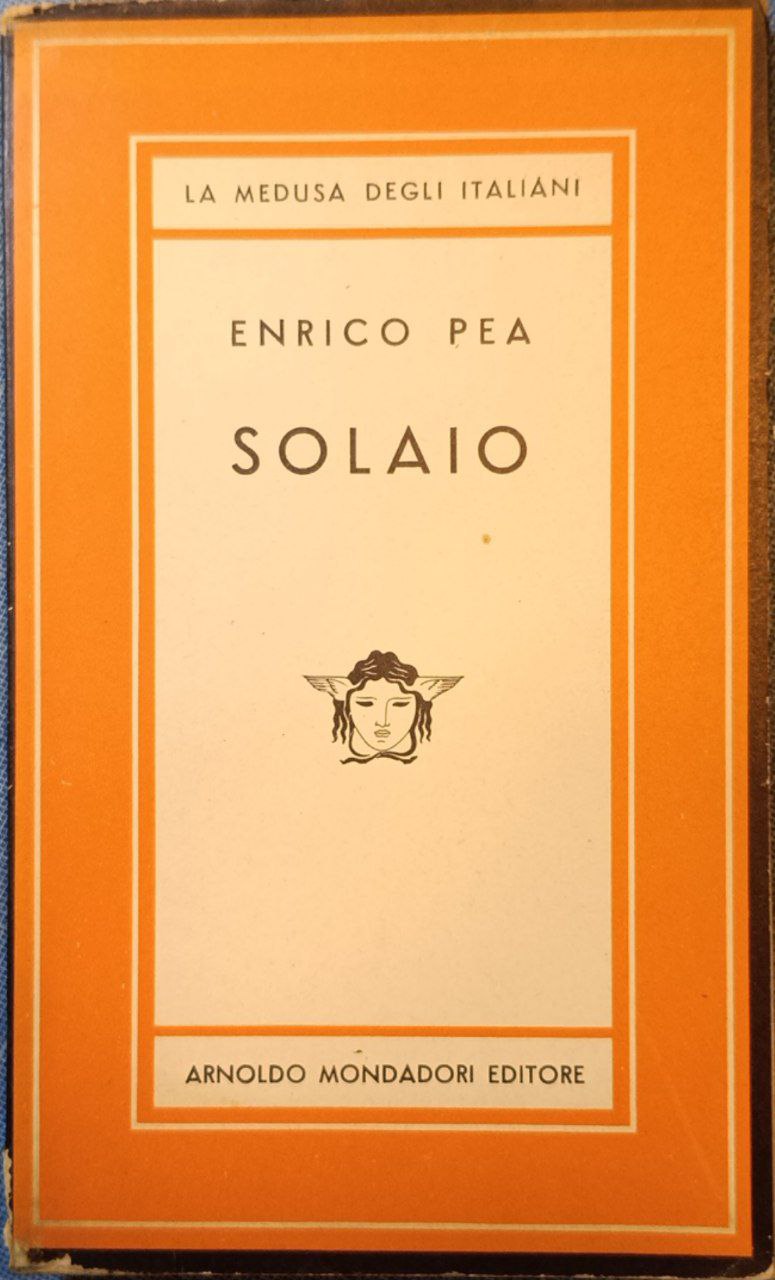 LA MEDUSA DEGLI ITALIANI
ENRICO PEA
SOLAIO
ARNOLDO MONDADORI EDITORE